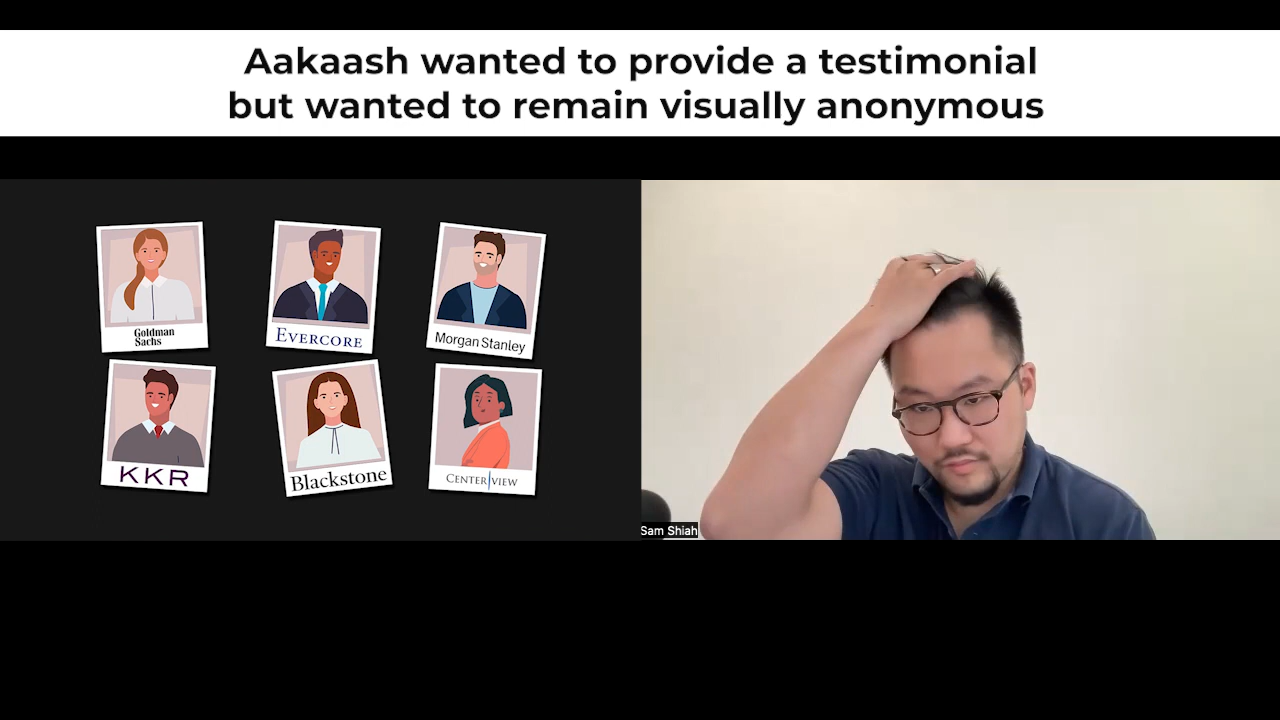 Aakaash wanted to provide a testimonial
but wanted to remain visually anonymous
Goldman
Sachs
EVERCORE
Morgan Stanley
KKR
Blackstone
CENTERVIEW
Sam Shiah